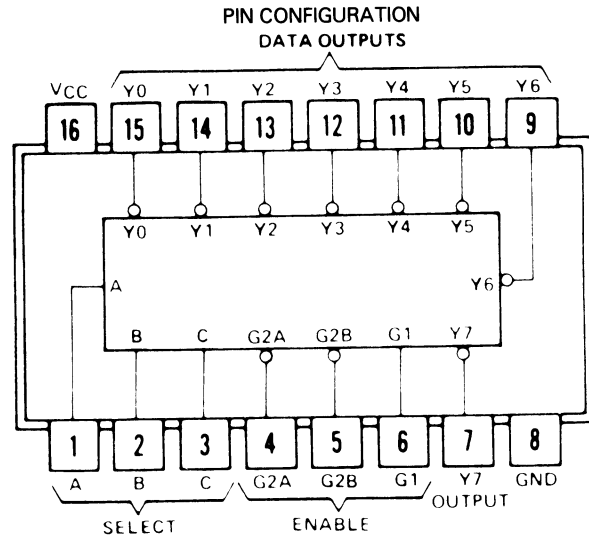 PIN CONFIGURATION
DATA OUTPUTS
VCC Y0 Y1 Y2 Y3 Y4 Y5 Y6
16 15 14 13 12 11 10 9
Y0 Y1 Y2 Y3 Y4 Y5
A Y6
B C G2A G2B G1 Y7
1 2 3 4 5 6 7 8
A B C G2A G2B G1 Y7 GND
OUTPUT
SELECT ENABLE